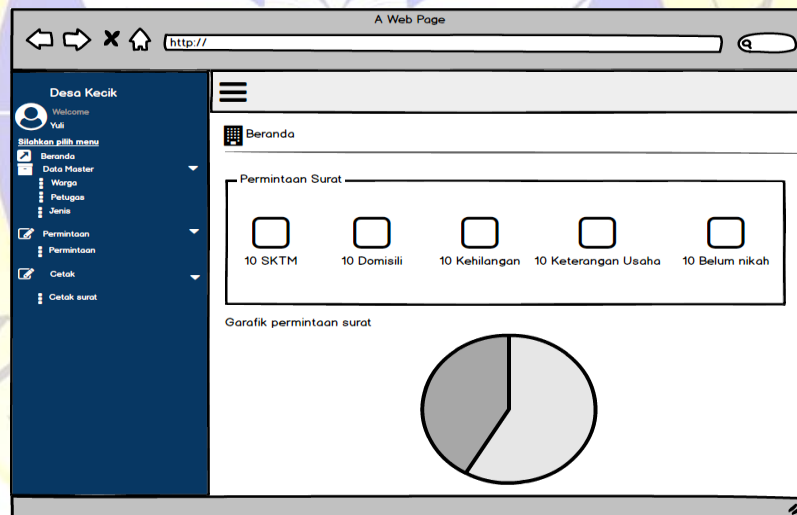 A Web Page
http://
Desa Kecik
Welcome
Yuli
Silahkan pilih menu
Beranda
Data Master
Warga
Petugas
Jenis
Permintaan
Permintaan
Cetak
Cetak surat
Beranda
Permintaan Surat
10 SKTM 10 Domisili 10 Kehilangan 10 Keterangan Usaha 10 Belum nikah
Garafik permintaan surat